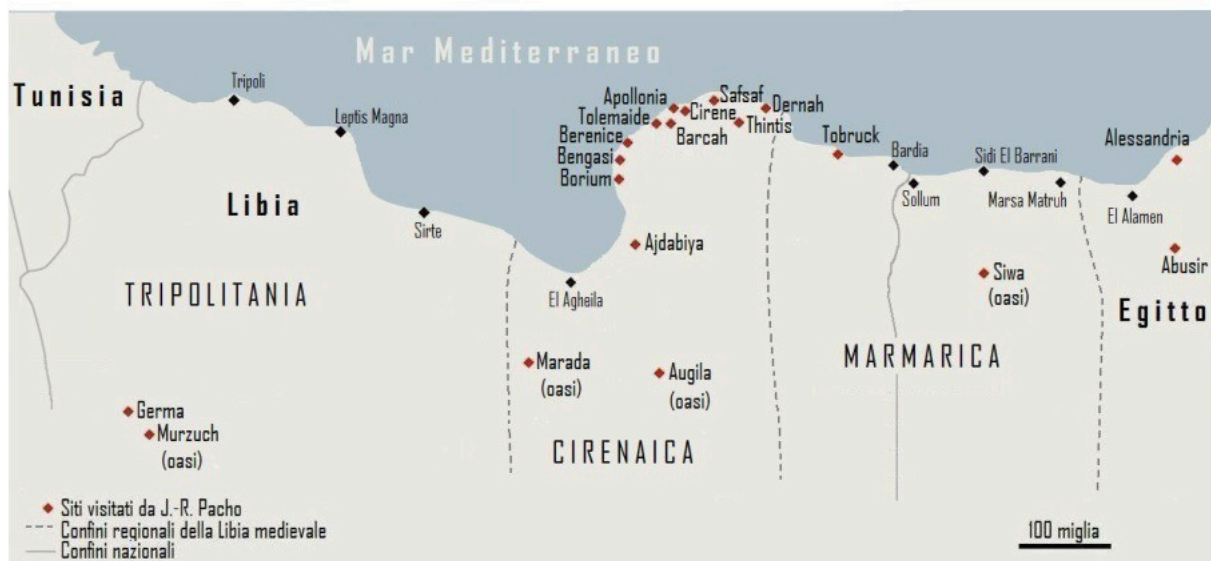 Mar Mediterraneo
Tunisia
Tripoli
Leptis Magna
Libia
Sirte
TRIPOLITANIA
Germa
Murzuch
(oasi)
Apollonia
Safsaf
Tolemaide
Cirene
Dernah
Berenice
Barcah
Thintis
Bengasi
Borium
Ajdabiya
El Agheila
Marada
(oasi)
Augila
(oasi)
CIRENAICA
Tobruck
Bardia
Sollum
Sidi El Barrani
Marsa Matruh
Siwa
(oasi)
MARMARICA
Alessandria
El Alamen
Abusir
Egitto
Siti visitati da J.-R. Pacho
Confini regionali della Libia medievale
Confini nazionali
100 miglia